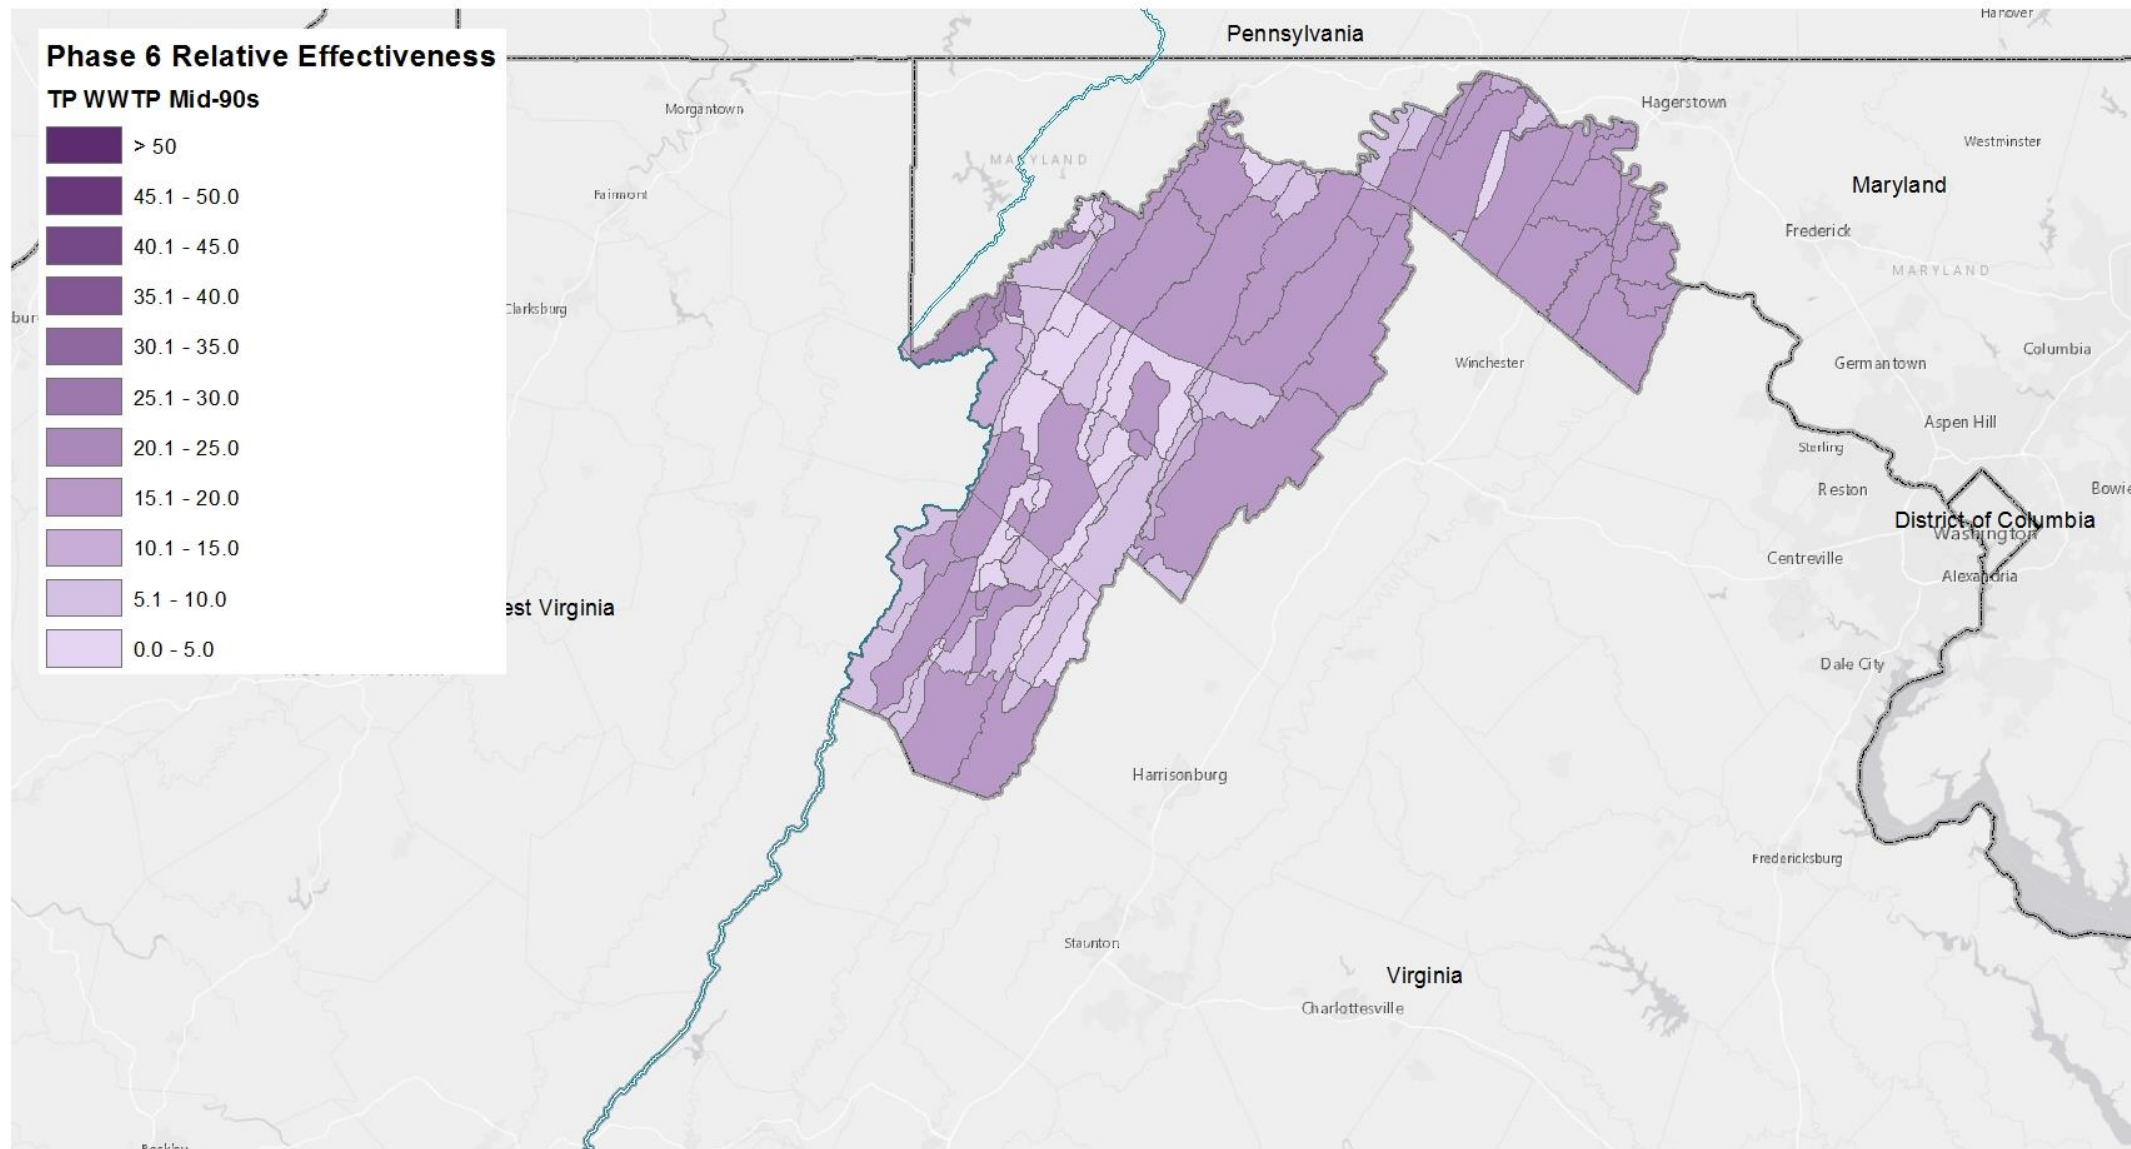 Phase 6 Relative Effectiveness
TP WWTP Mid-90s
> 50
45.1 - 50.0
40.1 - 45.0
35.1 - 40.0
30.1 - 35.0
25.1 - 30.0
20.1 - 25.0
15.1 - 20.0
10.1 - 15.0
5.1 - 10.0
0.0 - 5.0
Hanover
Pennsylvania
Morgantown
Hagerstown
Westminster
MARYLAND
Maryland
Fairmont
Frederick
MARYLAND
Clarksburg
bur
Winchester
Germantown
Columbia
Aspen Hill
Sterling
Reston
Bowie
District of Columbia
Washington
Centreville
Alexandria
est Virginia
Dale City
Harrisonburg
Fredericksburg
Staunton
Virginia
Charlottesville